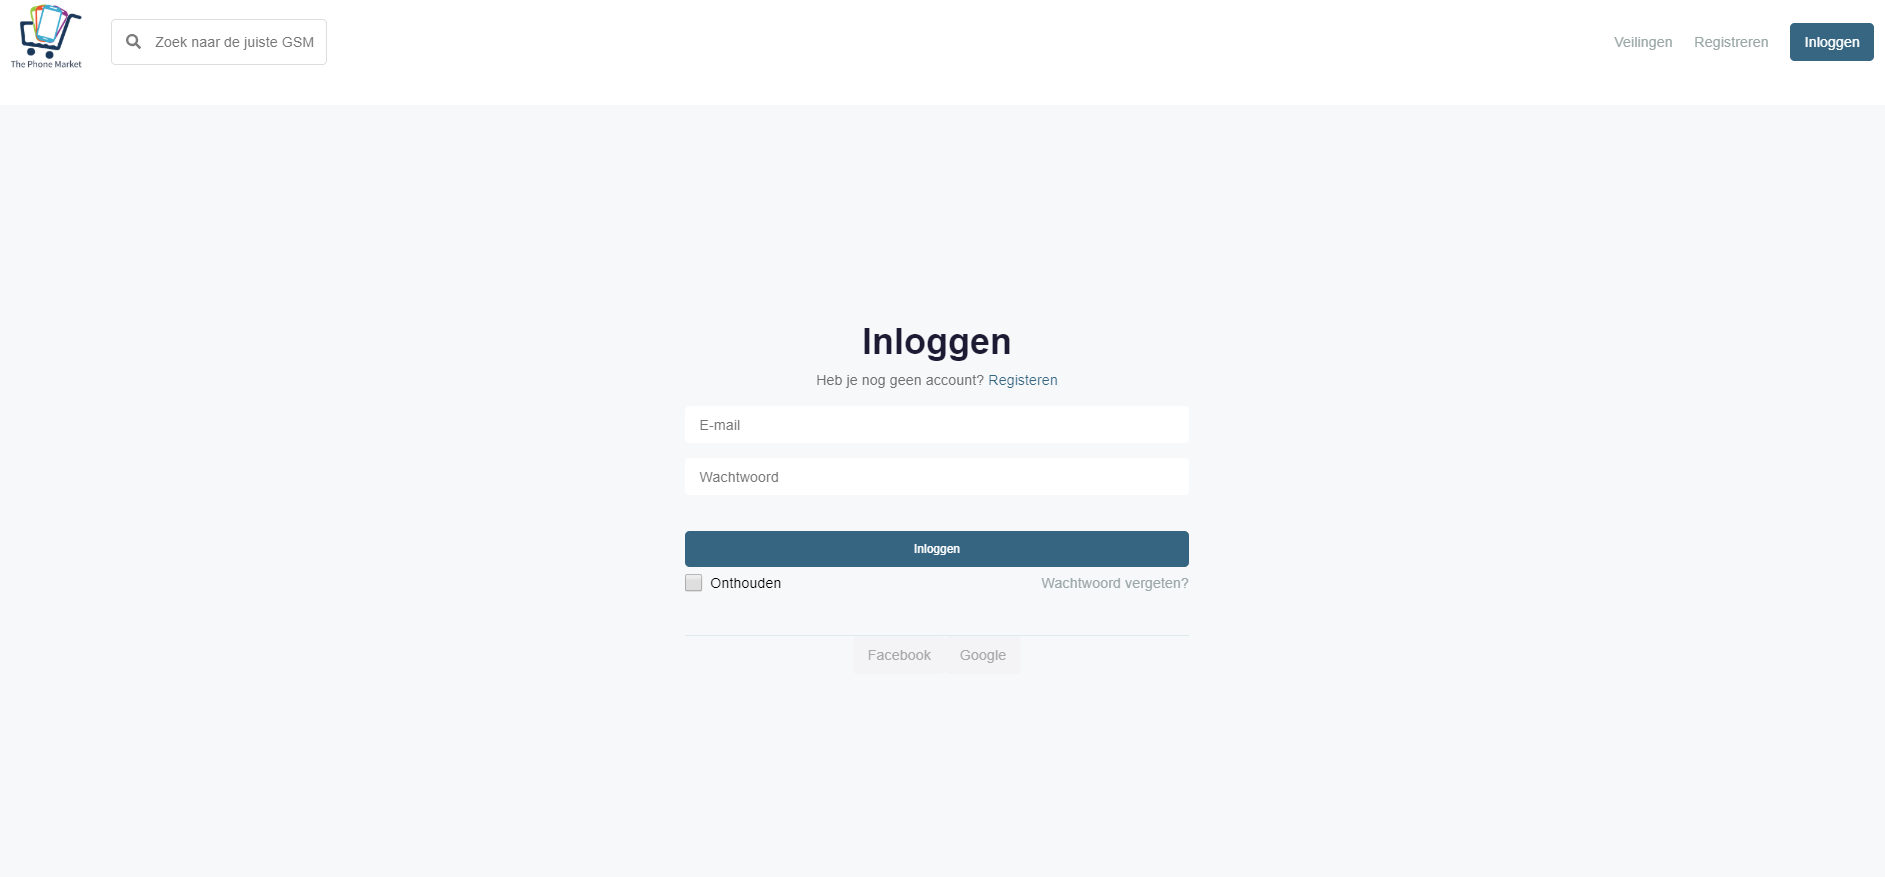 The Phone Market
Zoek naar de juiste GSM
Veilingen
Registreren
Inloggen
Inloggen
Heb je nog geen account? Registeren
E-mail
Wachtwoord
Inloggen
Onthouden
Wachtwoord vergeten?
Facebook
Google